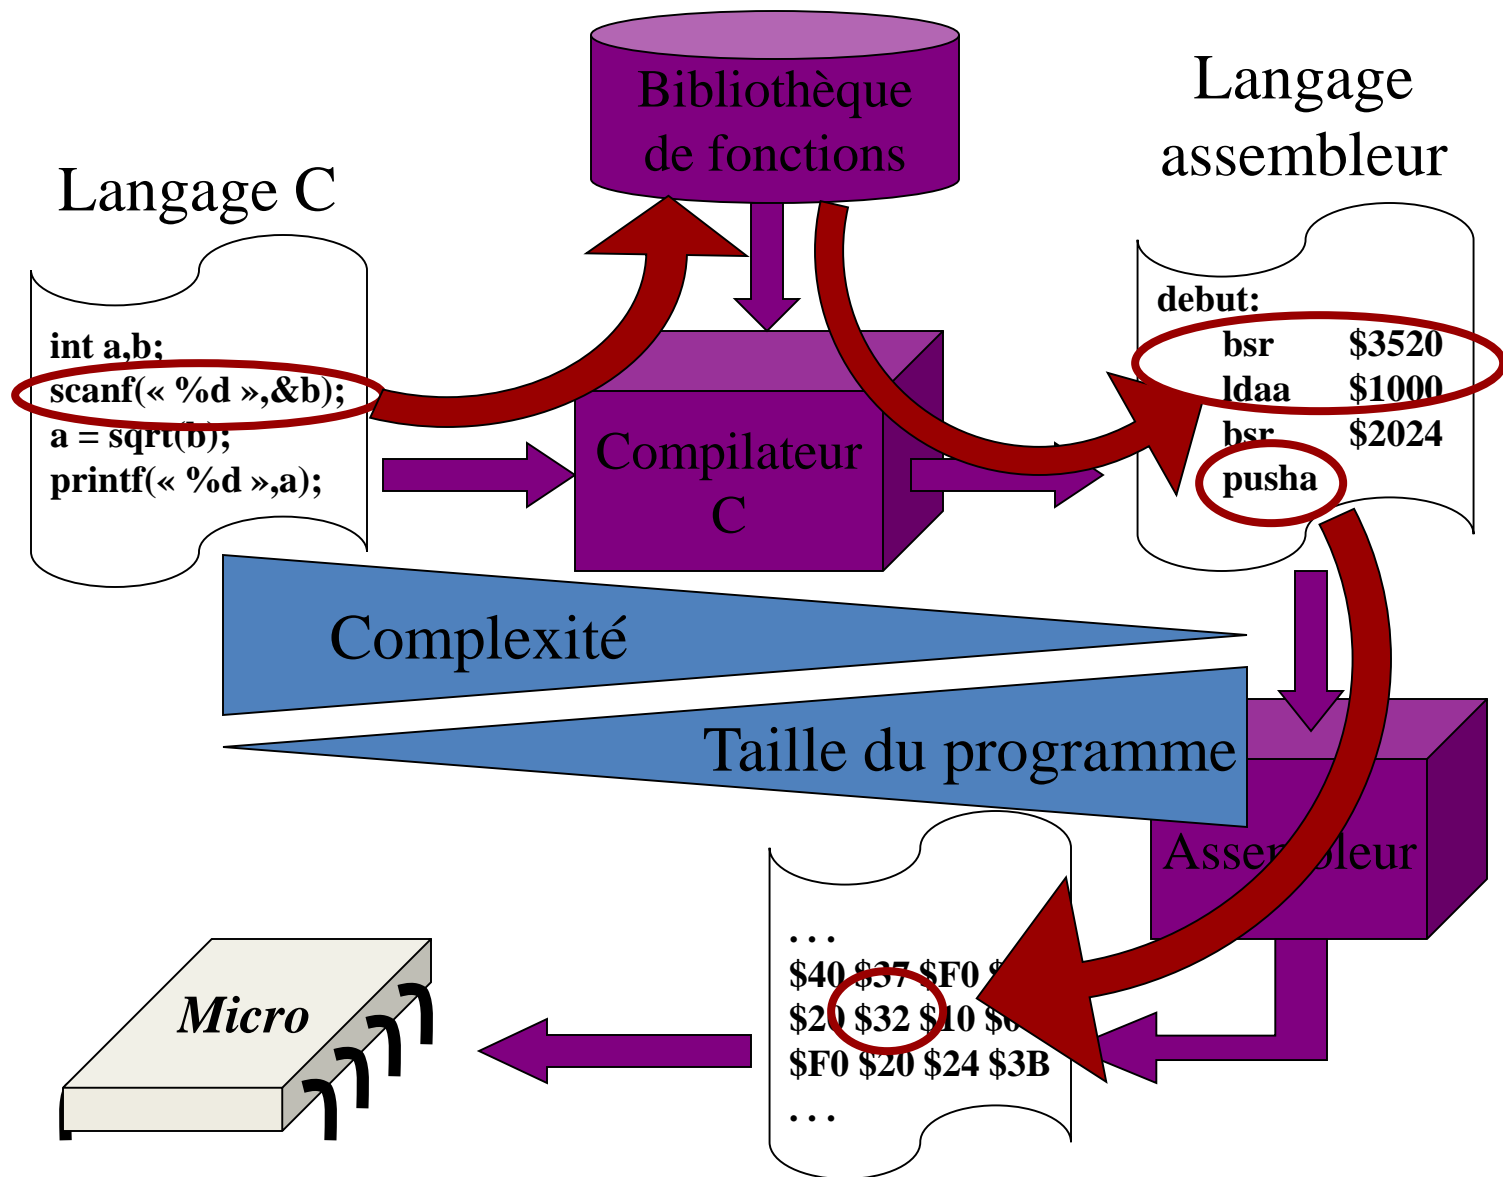 Bibliothèque
de fonctions
Langage
assembleur
Langage C
int a,b;
scanf(« %d »,&b);
a = sqrt(b);
printf(« %d »,a);
Compilateur
C
debut:
bsr $3520
ldaa $1000
bsr $2024
pusha
Complexité
Taille du programme
Assembleur
. . .
$40 $37 $F0
$20 $32 $10
$F0 $20 $24 $3B
. . .
Micro